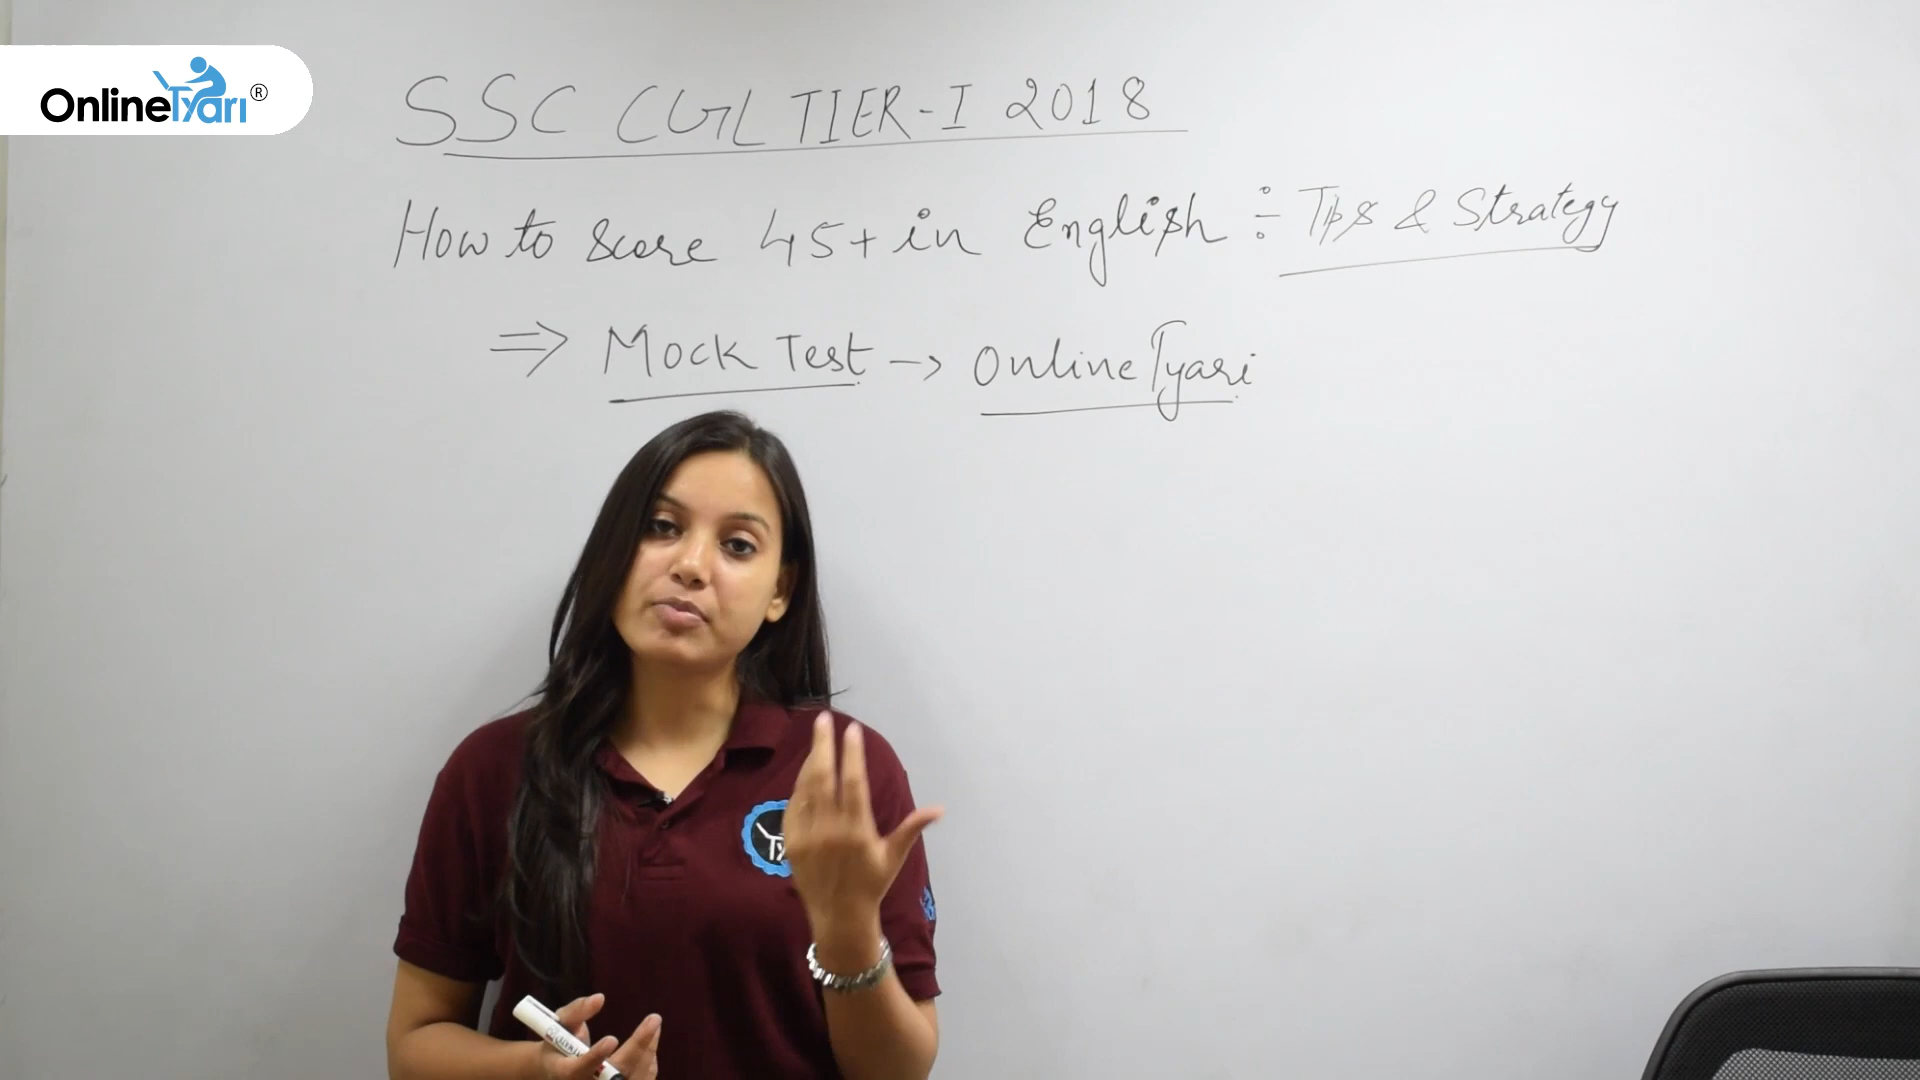 OnlineTyari®
SSC CGL TIER-I 2018
How to Score 45+ in English ÷ Tips & Strategy
⇒ Mock Test -> OnlineTyari